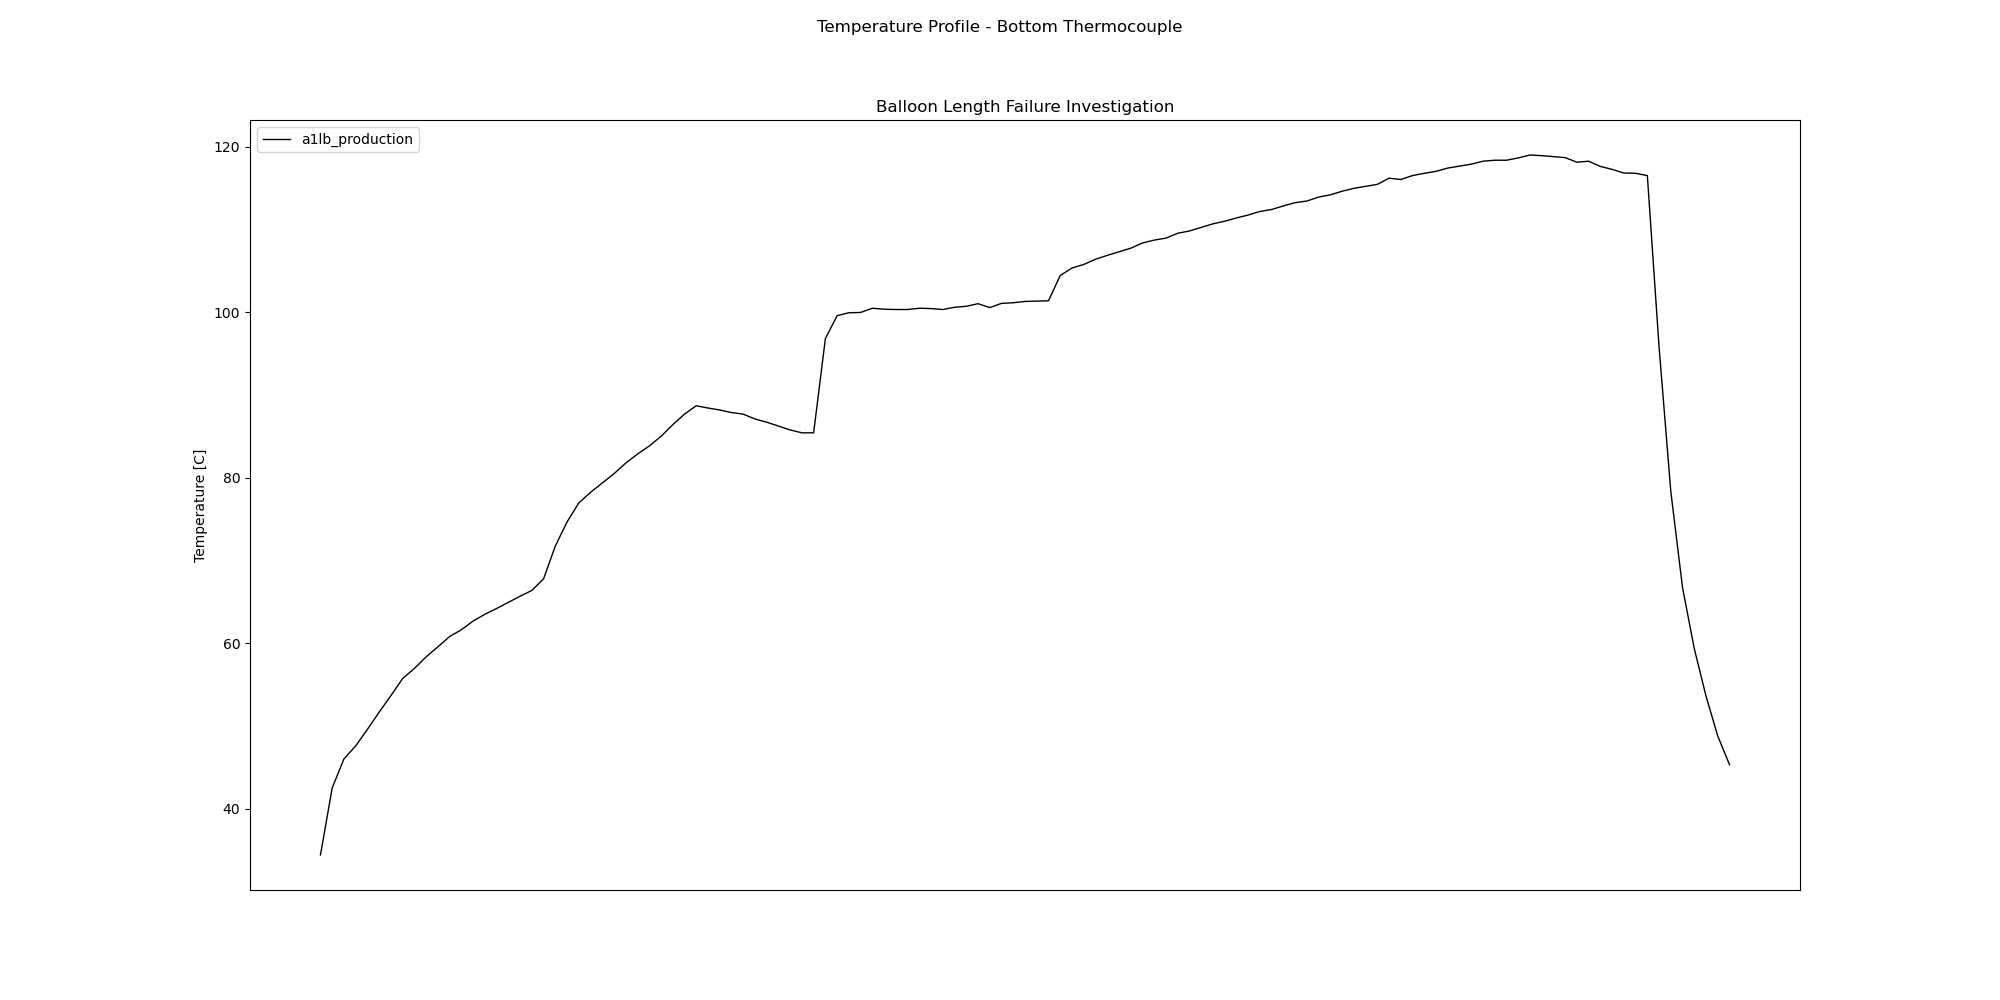 Temperature Profile - Bottom Thermocouple
Balloon Length Failure Investigation
a1lb_production
120
100
80
60
40
Temperature [C]